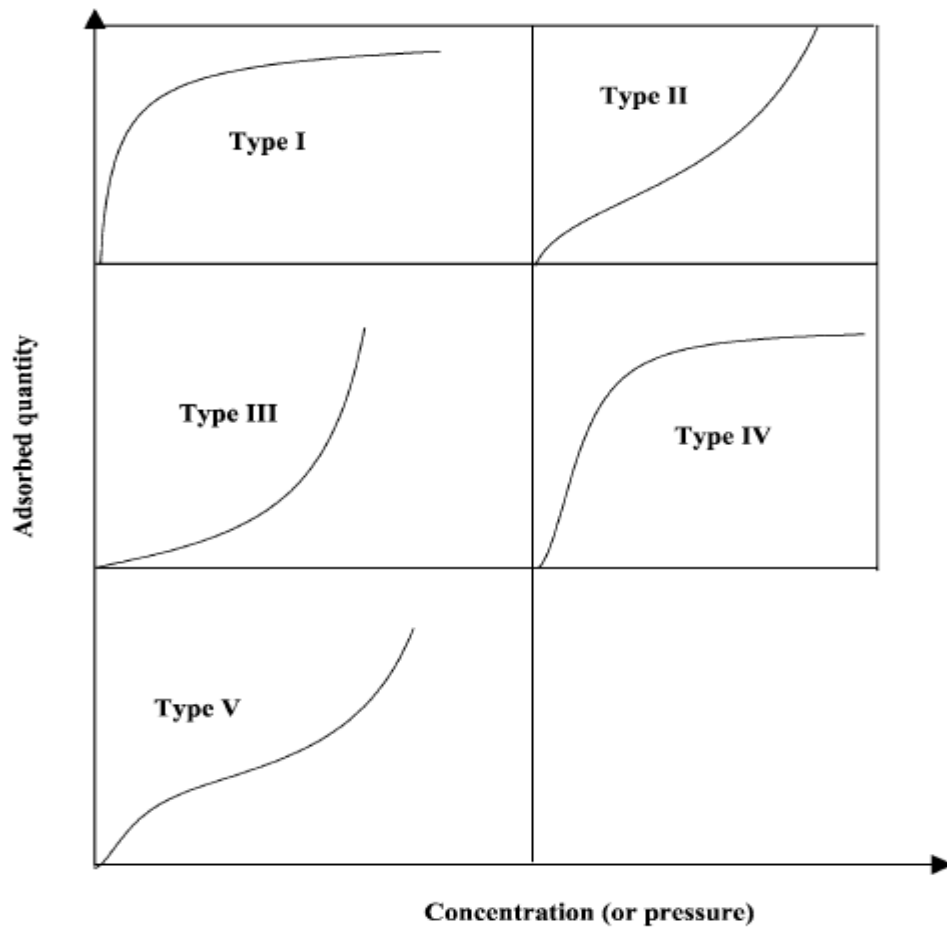 Type I
Type II
Type III
Type IV
Type V
Adsorbed quantity
Concentration (or pressure)